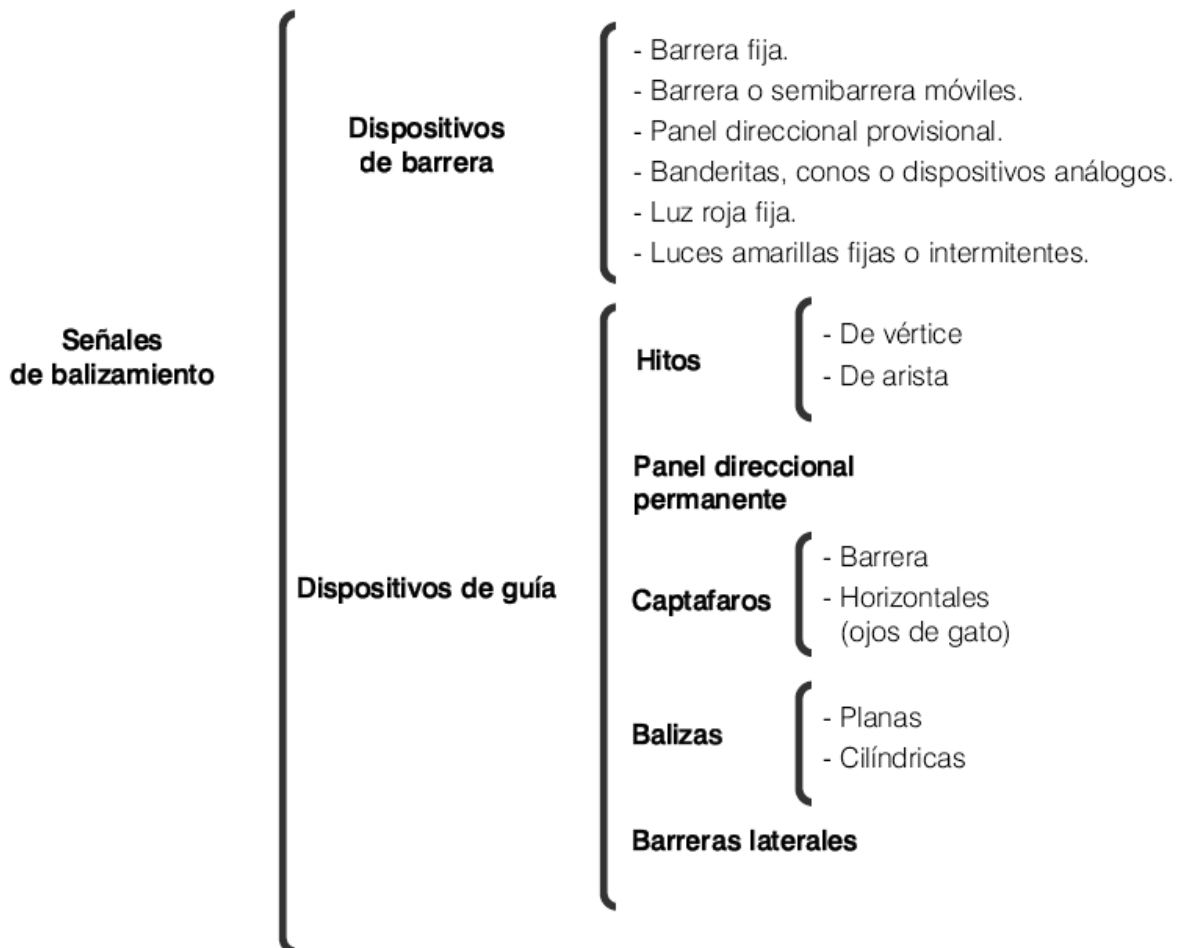 Señales
de balizamiento
Dispositivos
de barrera
- Barrera fija.
- Barrera o semibarrera móviles.
- Panel direccional provisional.
- Banderitas, conos o dispositivos análogos.
- Luz roja fija.
- Luces amarillas fijas o intermitentes.
Dispositivos de guía
Hitos
- De vértice
- De arista
Panel direccional
permanente
Captafaros
- Barrera
- Horizontales
(ojos de gato)
Balizas
- Planas
- Cilíndricas
Barreras laterales